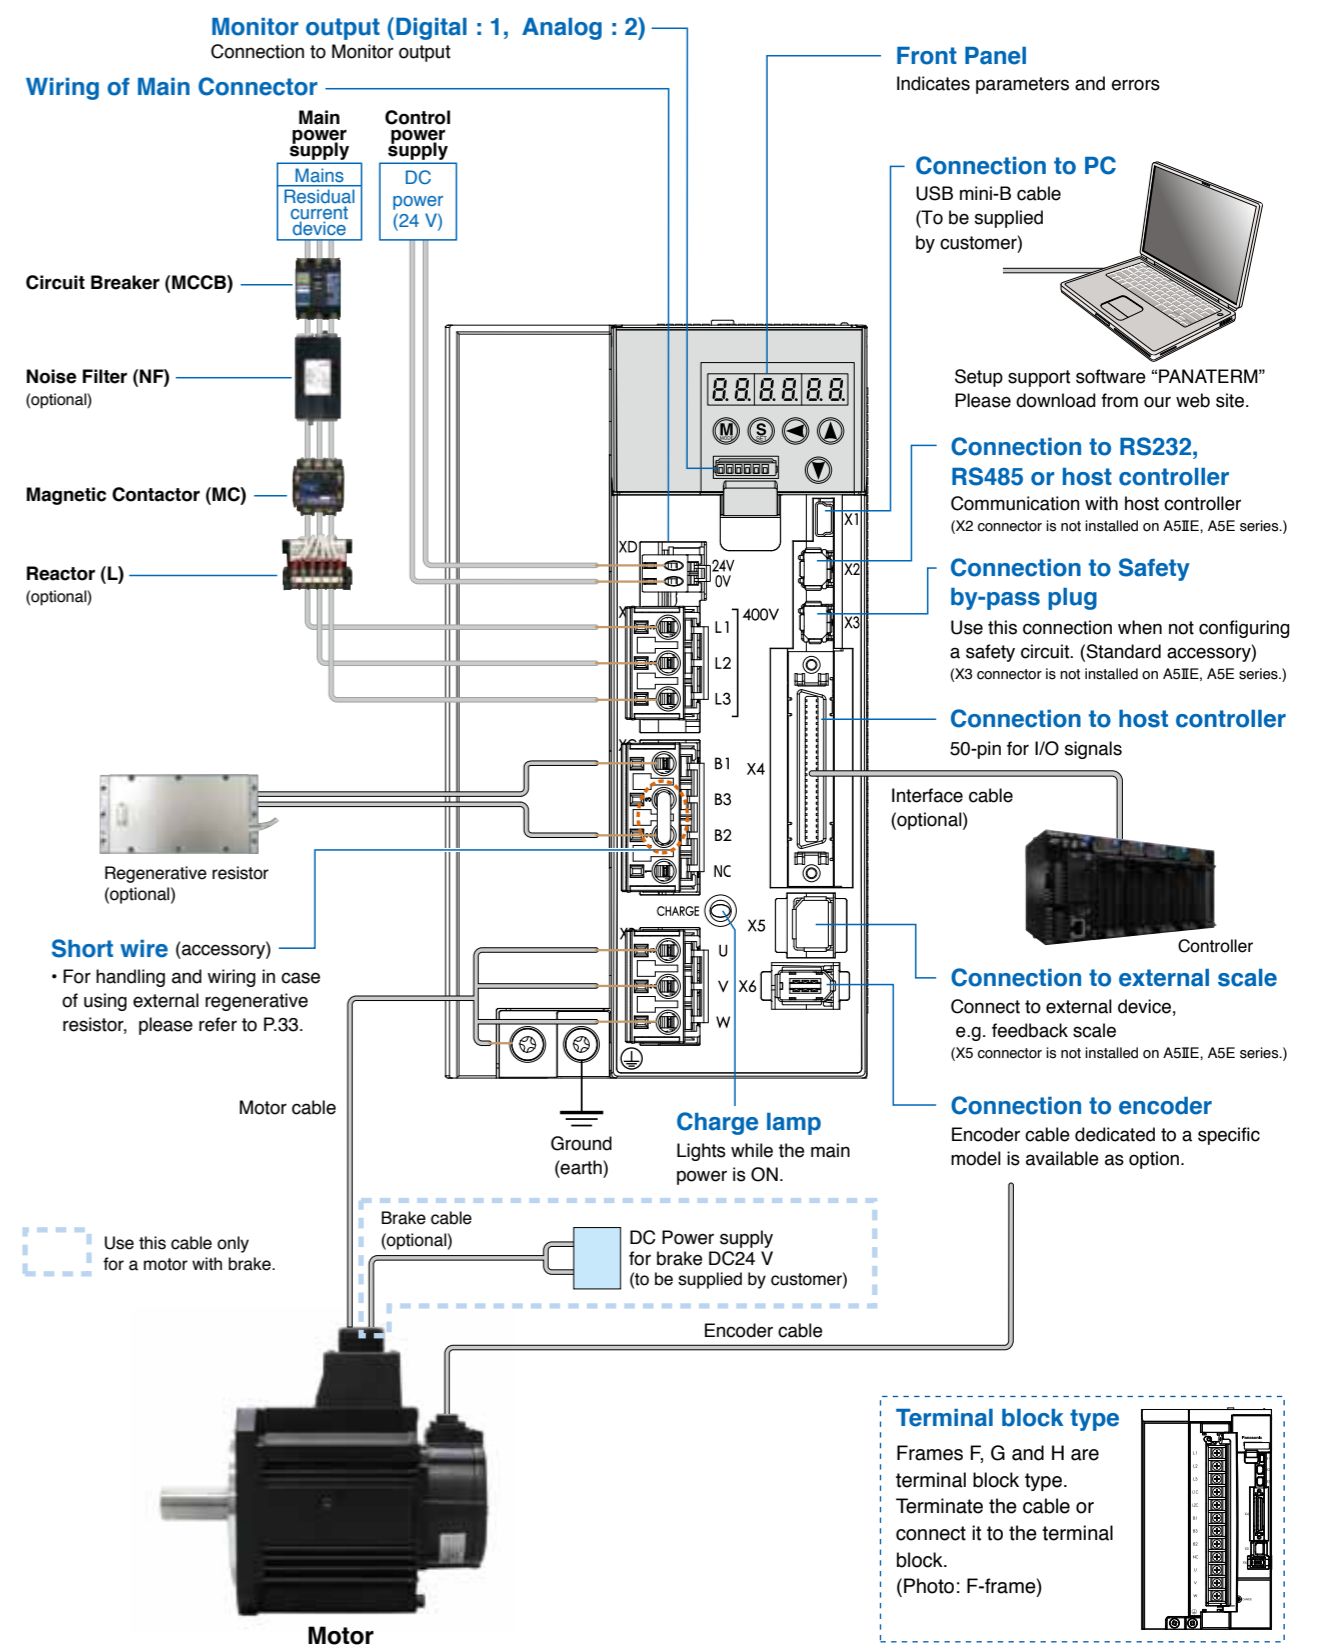 Monitor output (Digital : 1, Analog : 2)
Connection to Monitor output
Front Panel
Indicates parameters and errors
Wiring of Main Connector
Main
power
supply
Control
power
supply
Mains
Residual
current
device
DC
power
(24 V)
Connection to PC
USB mini-B cable
(To be supplied
by customer)
Circuit Breaker (MCCB)
Noise Filter (NF)
(optional)
Magnetic Contactor (MC)
Reactor (L)
(optional)
Setup support software “PANATERM”
Please download from our web site.
8.8.8.8.8.8.
M
S
SET
Connection to RS232,
RS485 or host controller
Communication with host controller
(X2 connector is not installed on A5ⅡE, A5E series.)
X1
XD
24V
0V
X2
Connection to Safety
by-pass plug
Use this connection when not configuring
a safety circuit. (Standard accessory)
(X3 connector is not installed on A5ⅡE, A5E series.)
400V
X3
L1
L2
L3
Connection to host controller
50-pin for I/O signals
X4
B1
B3
B2
NC
Interface cable
(optional)
Regenerative resistor
(optional)
CHARGE
Controller
Short wire (accessory)
• For handling and wiring in case
of using external regenerative
resistor, please refer to P.33.
X5
U
V
W
X6
Connection to external scale
Connect to external device,
e.g. feedback scale
(X5 connector is not installed on A5ⅡE, A5E series.)
Motor cable
Ground
(earth)
Charge lamp
Lights while the main
power is ON.
Connection to encoder
Encoder cable dedicated to a specific
model is available as option.
Use this cable only
for a motor with brake.
Brake cable
(optional)
DC Power supply
for brake DC24 V
(to be supplied by customer)
Encoder cable
Motor
Terminal block type
Frames F, G and H are
terminal block type.
Terminate the cable or
connect it to the terminal
block.
(Photo: F-frame)
Panasonic